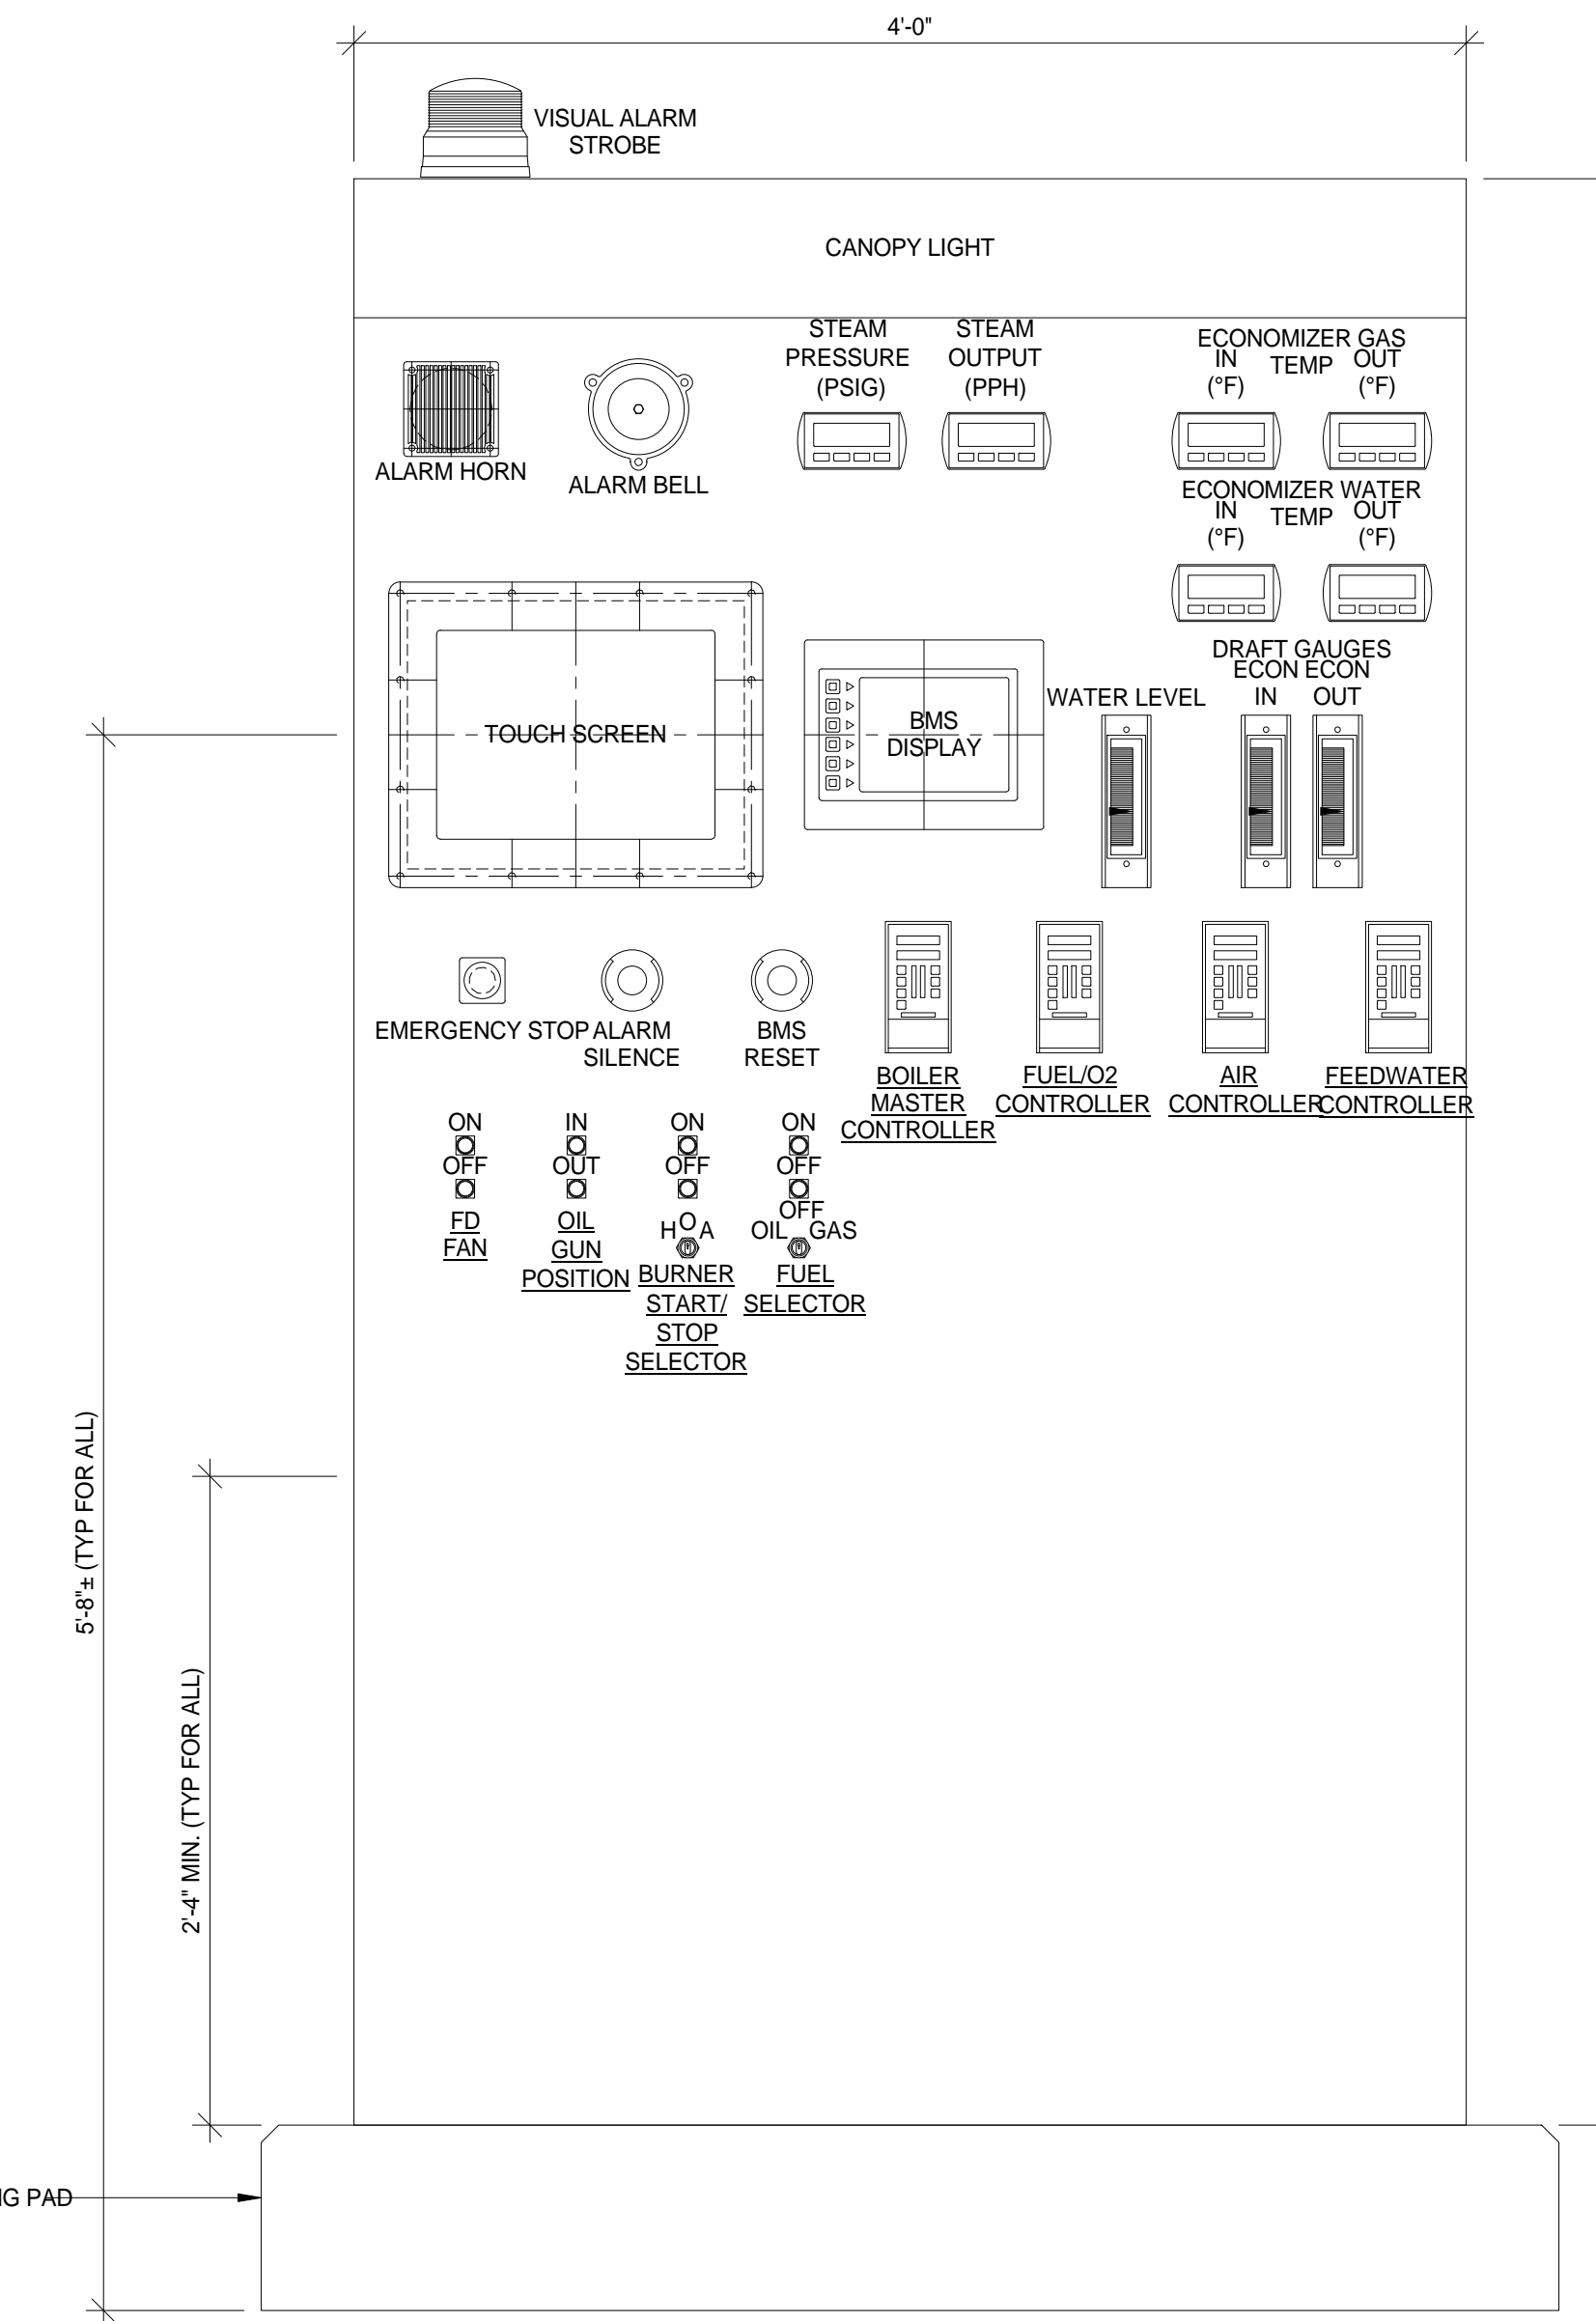 4'-0"
VISUAL ALARM
STROBE
CANOPY LIGHT
STEAM
PRESSURE
(PSIG)
STEAM
OUTPUT
(PPH)
ECONOMIZER GAS
TEMP
IN
(°F)
OUT
(°F)
ALARM HORN
ALARM BELL
ECONOMIZER WATER
TEMP
IN
(°F)
OUT
(°F)
TOUCH SCREEN
BMS
DISPLAY
WATER LEVEL
DRAFT GAUGES
ECON
IN
ECON
OUT
EMERGENCY STOP
ALARM
SILENCE
BMS
RESET
BOILER
MASTER
CONTROLLER
FUEL/O2
CONTROLLER
AIR
CONTROLLER
FEEDWATER
CONTROLLER
ON
OFF
FD
FAN
IN
OUT
OIL
GUN
POSITION
ON
OFF
H O A
BURNER
START/
STOP
SELECTOR
ON
OFF
OFF
OIL GAS
FUEL
SELECTOR
5'-8"± (TYP FOR ALL)
2'-4" MIN. (TYP FOR ALL)
PAD